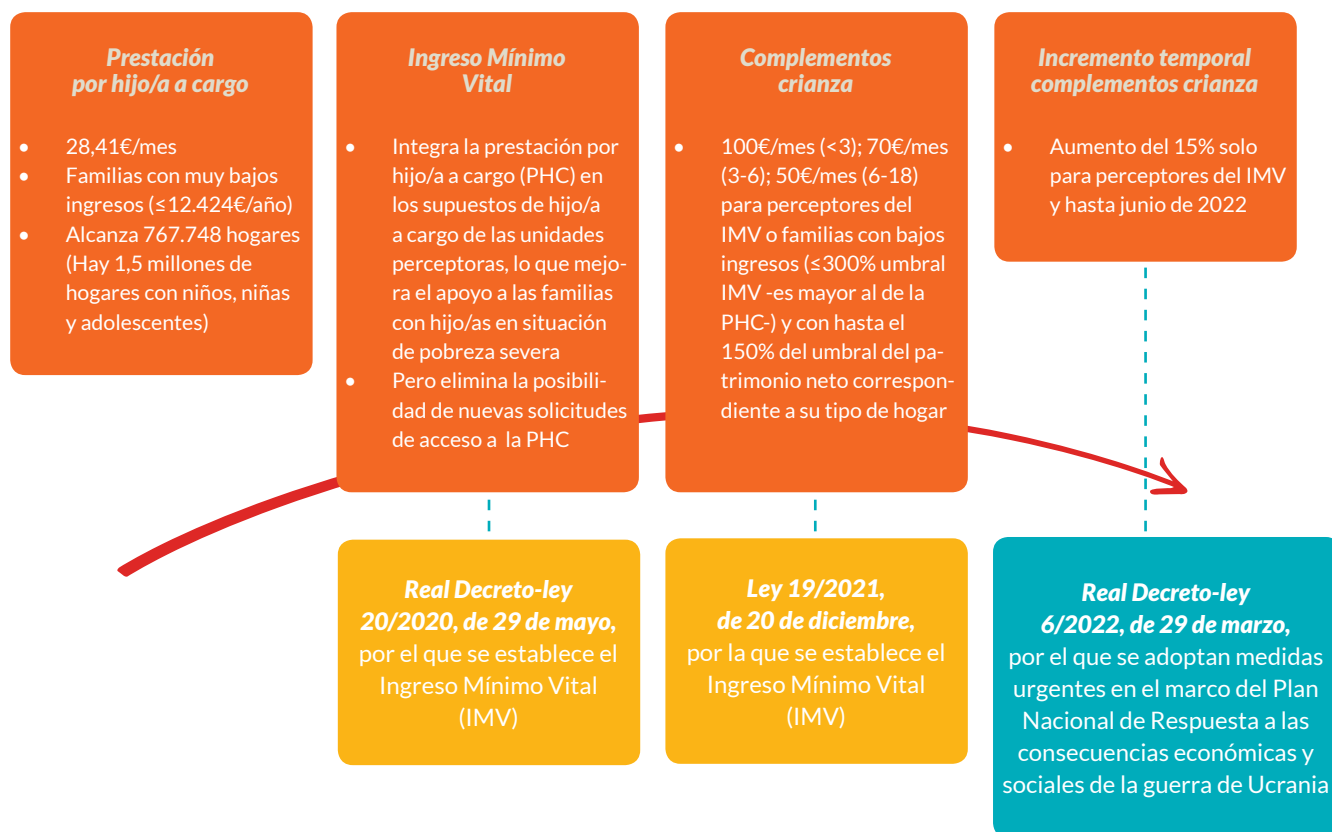 Prestación
por hijo/a a cargo
• 28,41€/mes
• Familias con muy bajos
ingresos (≤12.424€/año)
• Alcanza 767.748 hogares
(Hay 1,5 millones de
hogares con niños, niñas
y adolescentes)
Ingreso Mínimo
Vital
• Integra la prestación por
hijo/a a cargo (PHC) en
los supuestos de hijo/a
a cargo de las unidades
perceptoras, lo que mejo-
ra el apoyo a las familias
con hijo/as en situación
de pobreza severa
• Pero elimina la posibili-
dad de nuevas solicitudes
de acceso a la PHC
Complementos
crianza
• 100€/mes (<3); 70€/mes
(3-6); 50€/mes (6-18)
para perceptores del
IMV o familias con bajos
ingresos (≤300% umbral
IMV -es mayor al de la
PHC-) y con hasta el
150% del umbral del pa-
trimonio neto correspon-
diente a su tipo de hogar
Incremento temporal
complementos crianza
• Aumento del 15% solo
para perceptores del IMV
y hasta junio de 2022
Real Decreto-ley
20/2020, de 29 de mayo,
por el que se establece el
Ingreso Mínimo Vital
(IMV)
Ley 19/2021,
de 20 de diciembre,
por la que se establece el
Ingreso Mínimo Vital
(IMV)
Real Decreto-ley
6/2022, de 29 de marzo,
por el que se adoptan medidas
urgentes en el marco del Plan
Nacional de Respuesta a las
consecuencias económicas y
sociales de la guerra de Ucrania